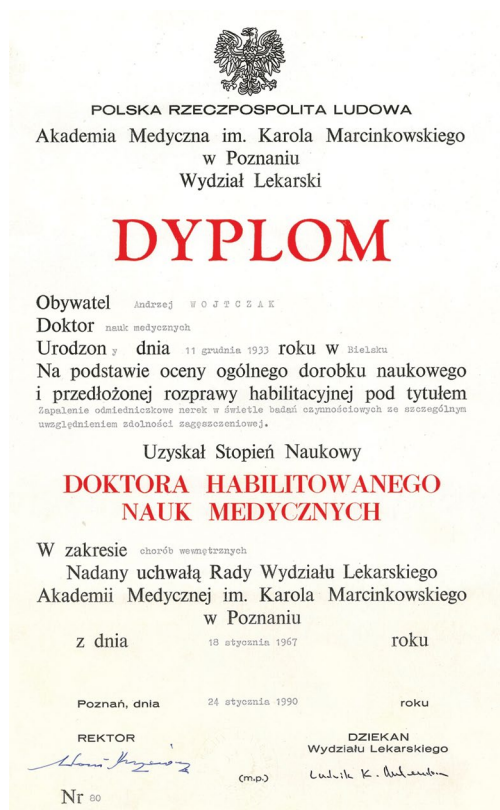 POLSKA RZECZPOSPOLITA LUDOWA
Akademia Medyczna im. Karola Marcinkowskiego
w Poznaniu
Wydział Lekarski
DYPLOM
Obywatel Andrzej WOJTCZAK
Doktor nauk medycznych
Urodzony dnia 11 grudnia 1933 roku w Bielsku
Na podstawie oceny ogólnego dorobku naukowego
i przedłożonej rozprawy habilitacyjnej pod tytułem
Zapalenie odmiedniczkowe nerek w świetle badań czynnościowych ze szczególnym
uwzględnieniem zdolności zagęszczeniowej.
Uzyskał Stopień Naukowy
DOKTORA HABILITOWANEGO
NAUK MEDYCZNYCH
W zakresie chorób wewnętrznych
Nadany uchwałą Rady Wydziału Lekarskiego
Akademii Medycznej im. Karola Marcinkowskiego
w Poznaniu
z dnia 18 stycznia 1967 roku
Poznań, dnia 24 stycznia 1990 roku
REKTOR DZIEKAN
Wydziału Lekarskiego
(m.p.) Ludwik K.
Nr 80